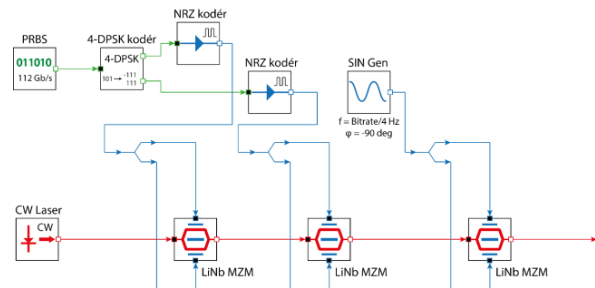 NRZ kodér
PRBS
4-DPSK kodér
NRZ kodér
011010
112 Gb/s
4-DPSK
101→ -111
111
SIN Gen
f = Bitrate/4 Hz
φ = -90 deg
CW Laser
CW
LiNb MZM
LiNb MZM
LiNb MZM